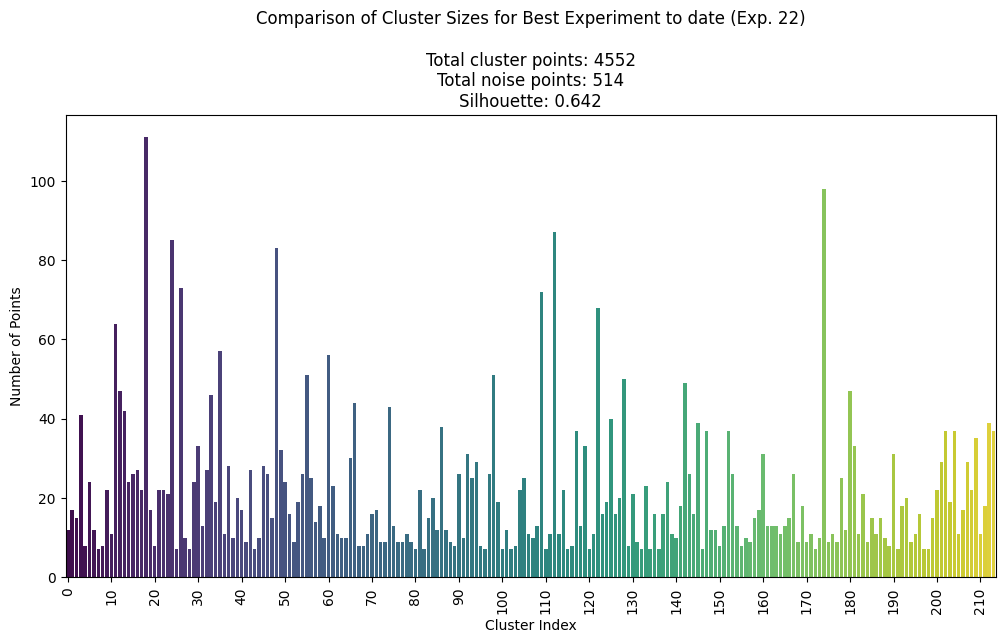 Comparison of Cluster Sizes for Best Experiment to date (Exp. 22)
Total cluster points: 4552
Total noise points: 514
Silhouette: 0.642
Number of Points
100
80
60
40
20
0
0 10 20 30 40 50 60 70 80 90 100 110 120 130 140 150 160 170 180 190 200 210
Cluster Index